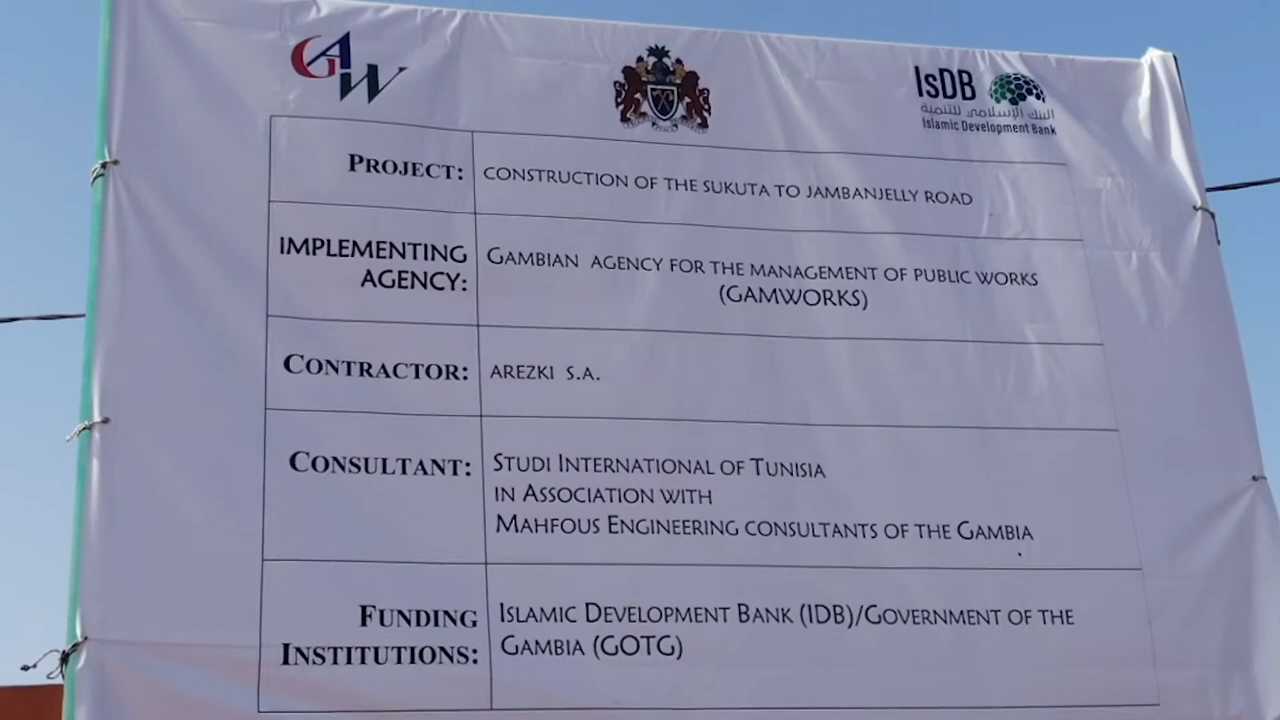 GAW
IsDB
البنك الإسلامي للتنمية
Islamic Development Bank
PROJECT: CONSTRUCTION OF THE SUKUTA TO JAMBANJELLY ROAD
IMPLEMENTING AGENCY: GAMBIAN AGENCY FOR THE MANAGEMENT OF PUBLIC WORKS
(GAMWORKS)
CONTRACTOR: AREZKI S.A.
CONSULTANT: STUDI INTERNATIONAL OF TUNISIA
IN ASSOCIATION WITH
MAHFOUS ENGINEERING CONSULTANTS OF THE GAMBIA
FUNDING INSTITUTIONS: ISLAMIC DEVELOPMENT BANK (IDB)/GOVERNMENT OF THE
GAMBIA (GOTG)